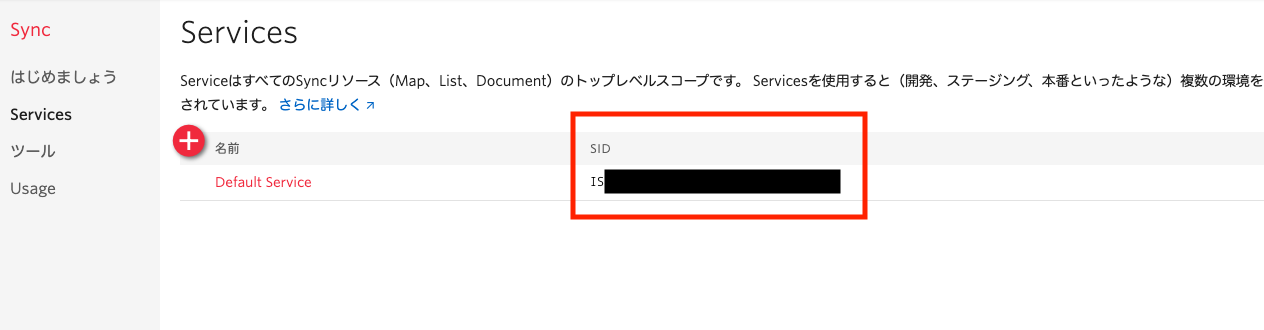 Sync
はじめましょう
Services
ツール
Usage
Services
ServiceはすべてのSyncリソース（Map、List、Document）のトップレベルスコープです。 Servicesを使用すると（開発、ステージング、本番といったような）複数の環境を
されています。 さらに詳しく
名前 SID
Default Service IS